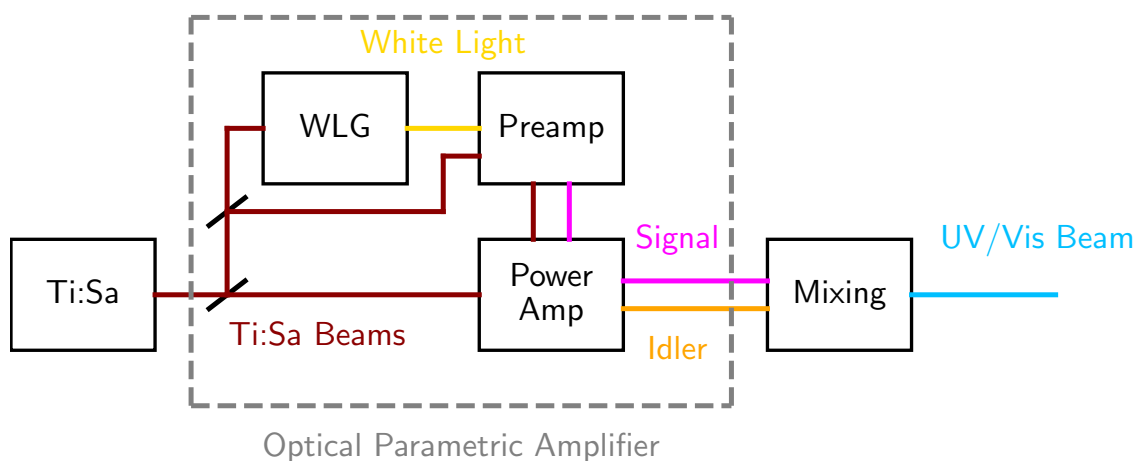 White Light
WLG
Preamp
Ti:Sa
Power
Amp
Signal
Idler
Mixing
UV/Vis Beam
Ti:Sa Beams
Optical Parametric Amplifier